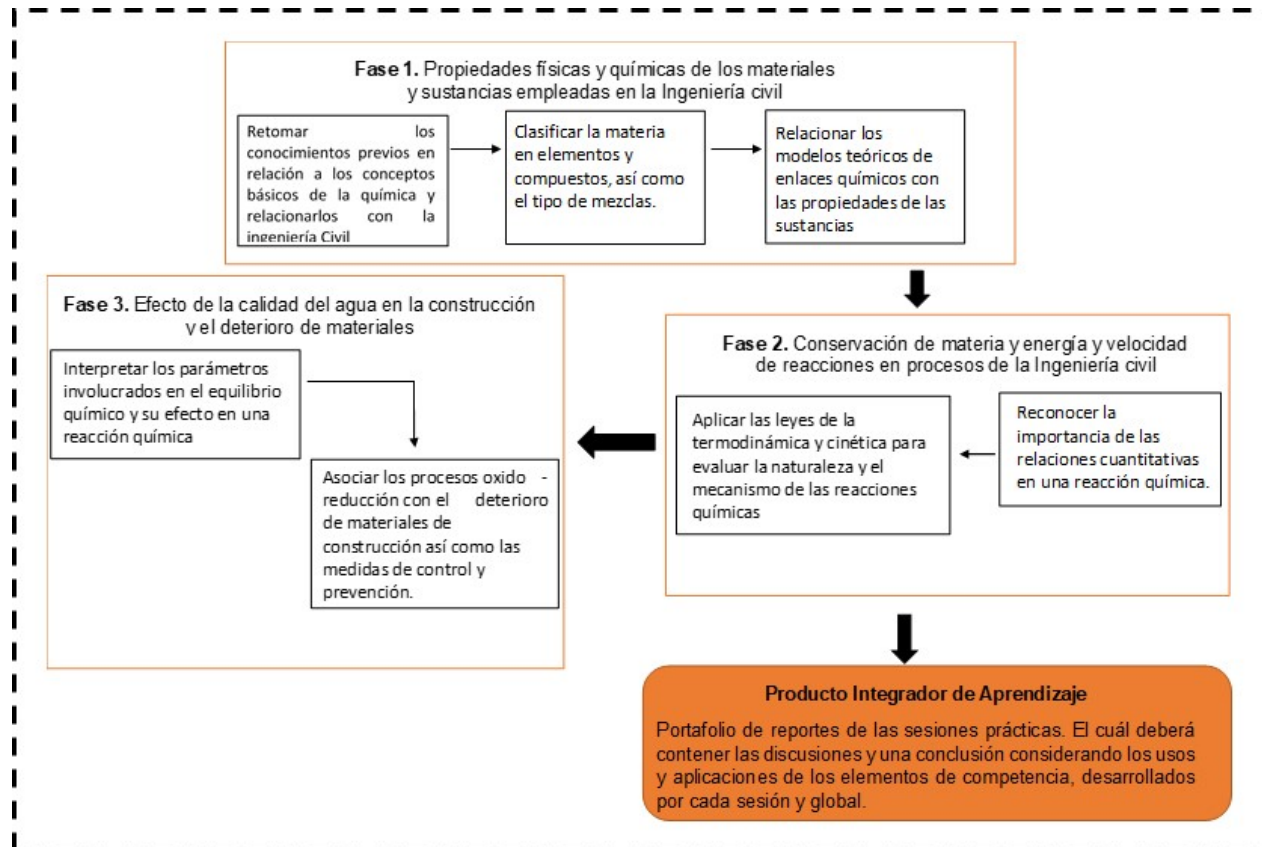 Fase 1. Propiedades físicas y químicas de los materiales
y sustancias empleadas en la Ingeniería civil
Retomar los
conocimientos previos en
relación a los conceptos
básicos de la química y
relacionarlos con la
ingeniería Civil
Clasificar la materia
en elementos y
compuestos, así como
el tipo de mezclas.
Relacionar los
modelos teóricos de
enlaces químicos con
las propiedades de las
sustancias
Fase 2. Conservación de materia y energía y velocidad
de reacciones en procesos de la Ingeniería civil
Reconocer la
importancia de las
relaciones cuantitativas
en una reacción química.
Aplicar las leyes de la
termodinámica y cinética para
evaluar la naturaleza y el
mecanismo de las reacciones
químicas
Fase 3. Efecto de la calidad del agua en la construcción
y el deterioro de materiales
Interpretar los parámetros
involucrados en el equilibrio
químico y su efecto en una
reacción química
Asociar los procesos oxido -
reducción con el deterioro
de materiales de
construcción así como las
medidas de control y
prevención.
Producto Integrador de Aprendizaje
Portafolio de reportes de las sesiones prácticas. El cuál deberá
contener las discusiones y una conclusión considerando los usos
y aplicaciones de los elementos de competencia, desarrollados
por cada sesión y global.